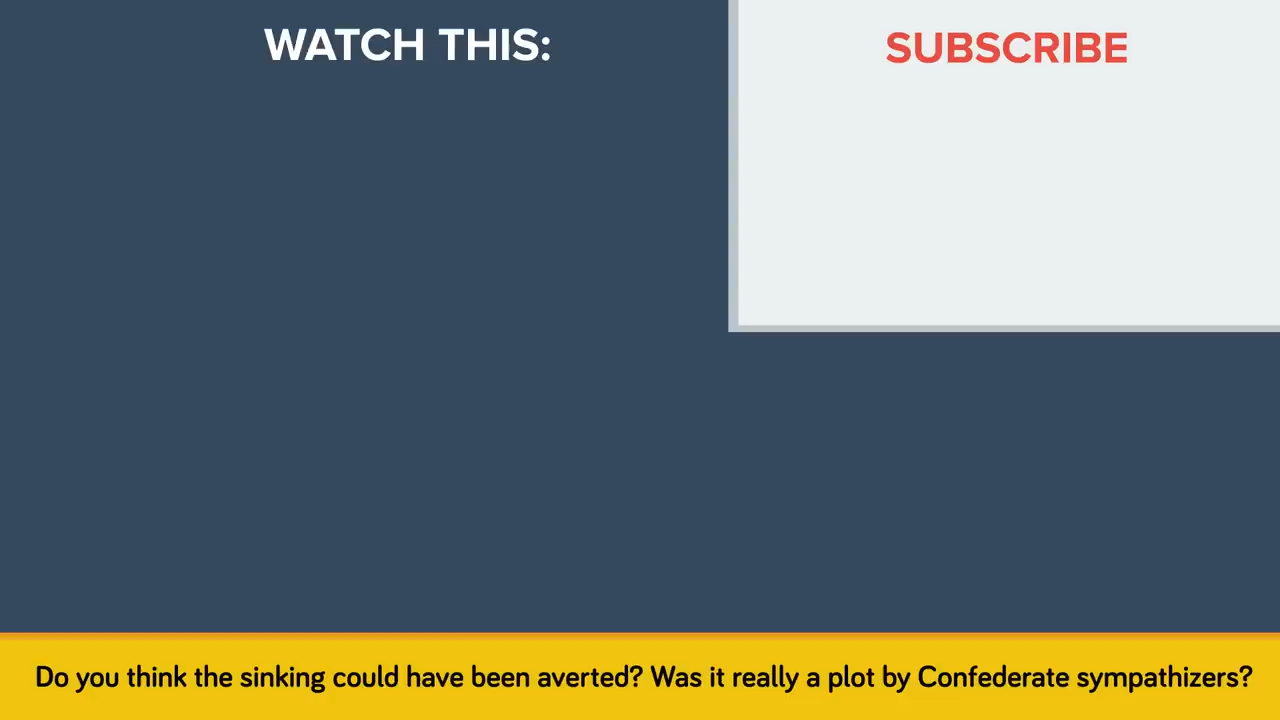 WATCH THIS:
SUBSCRIBE
Do you think the sinking could have been averted? Was it really a plot by Confederate sympathizers?